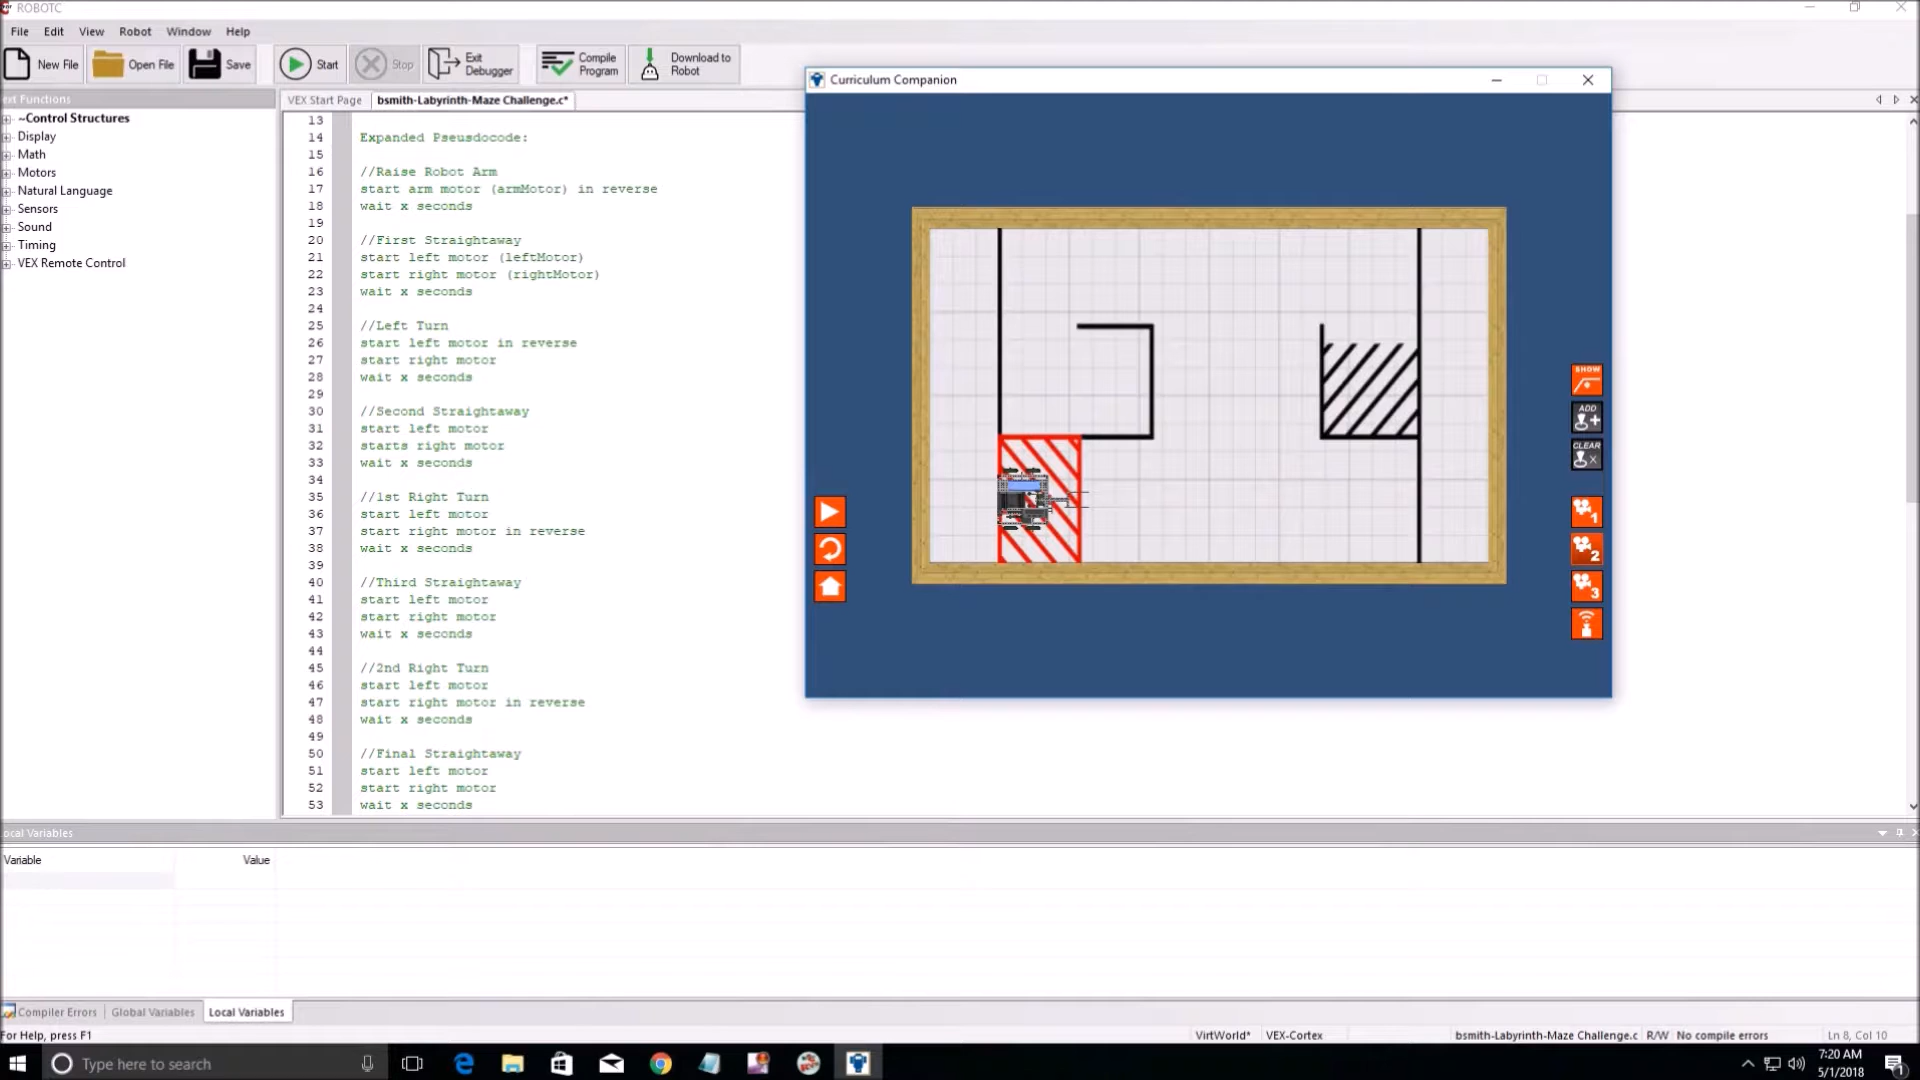 ROBOTC
File Edit View Robot Window Help
New File Open File Save Start Stop Exit Debugger Compile Program Download to Robot
ext Functions
VEX Start Page bsmith-Labyrinth-Maze Challenge.c*
~Control Structures
Display
Math
Motors
Natural Language
Sensors
Sound
Timing
VEX Remote Control
13
14 Expanded Pseusdocode:
15
16 //Raise Robot Arm
17 start arm motor (armMotor) in reverse
18 wait x seconds
19
20 //First Straightaway
21 start left motor (leftMotor)
22 start right motor (rightMotor)
23 wait x seconds
24
25 //Left Turn
26 start left motor in reverse
27 start right motor
28 wait x seconds
29
30 //Second Straightaway
31 start left motor
32 starts right motor
33 wait x seconds
34
35 //1st Right Turn
36 start left motor
37 start right motor in reverse
38 wait x seconds
39
40 //Third Straightaway
41 start left motor
42 start right motor
43 wait x seconds
44
45 //2nd Right Turn
46 start left motor
47 start right motor in reverse
48 wait x seconds
49
50 //Final Straightaway
51 start left motor
52 start right motor
53 wait x seconds
Curriculum Companion
SHOW
ADD
CLEAR
1
2
3
ocal Variables
Variable Value
Compiler Errors Global Variables Local Variables
For Help, press F1 VirtWorld* VEX-Cortex bsmith-Labyrinth-Maze Challenge.c R/W No compile errors Ln 8, Col 10
Type here to search
7:20 AM
5/1/2018
1